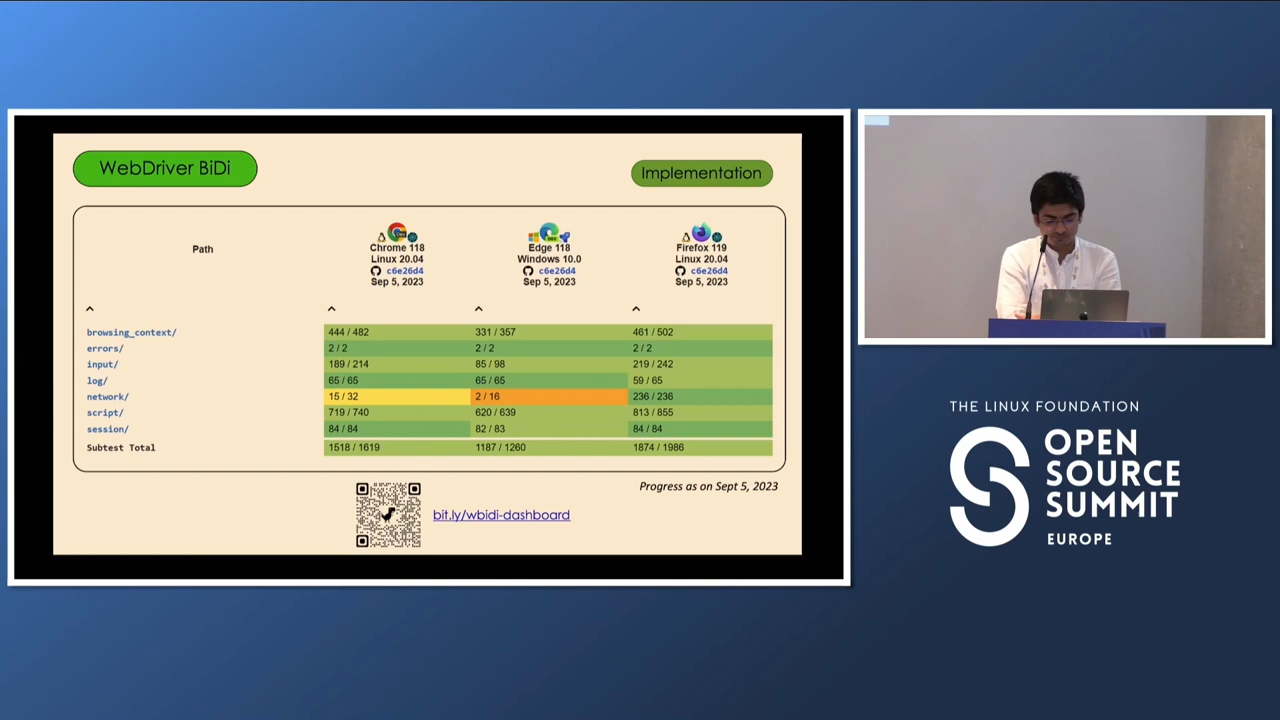 WebDriver BiDi
Implementation
Path
Chrome 118
Linux 20.04
c6e26d4
Sep 5, 2023
Edge 118
Windows 10.0
c6e26d4
Sep 5, 2023
Firefox 119
Linux 20.04
c6e26d4
Sep 5, 2023
browsing_context/ 444 / 482 331 / 357 461 / 502
errors/ 2 / 2 2 / 2 2 / 2
input/ 189 / 214 85 / 98 219 / 242
log/ 65 / 65 65 / 65 59 / 65
network/ 15 / 32 2 / 16 236 / 236
script/ 719 / 740 620 / 639 813 / 855
session/ 84 / 84 82 / 83 84 / 84
Subtest Total 1518 / 1619 1187 / 1260 1874 / 1986
Progress as on Sept 5, 2023
bit.ly/wbidi-dashboard
THE LINUX FOUNDATION
OPEN
SOURCE
SUMMIT
EUROPE